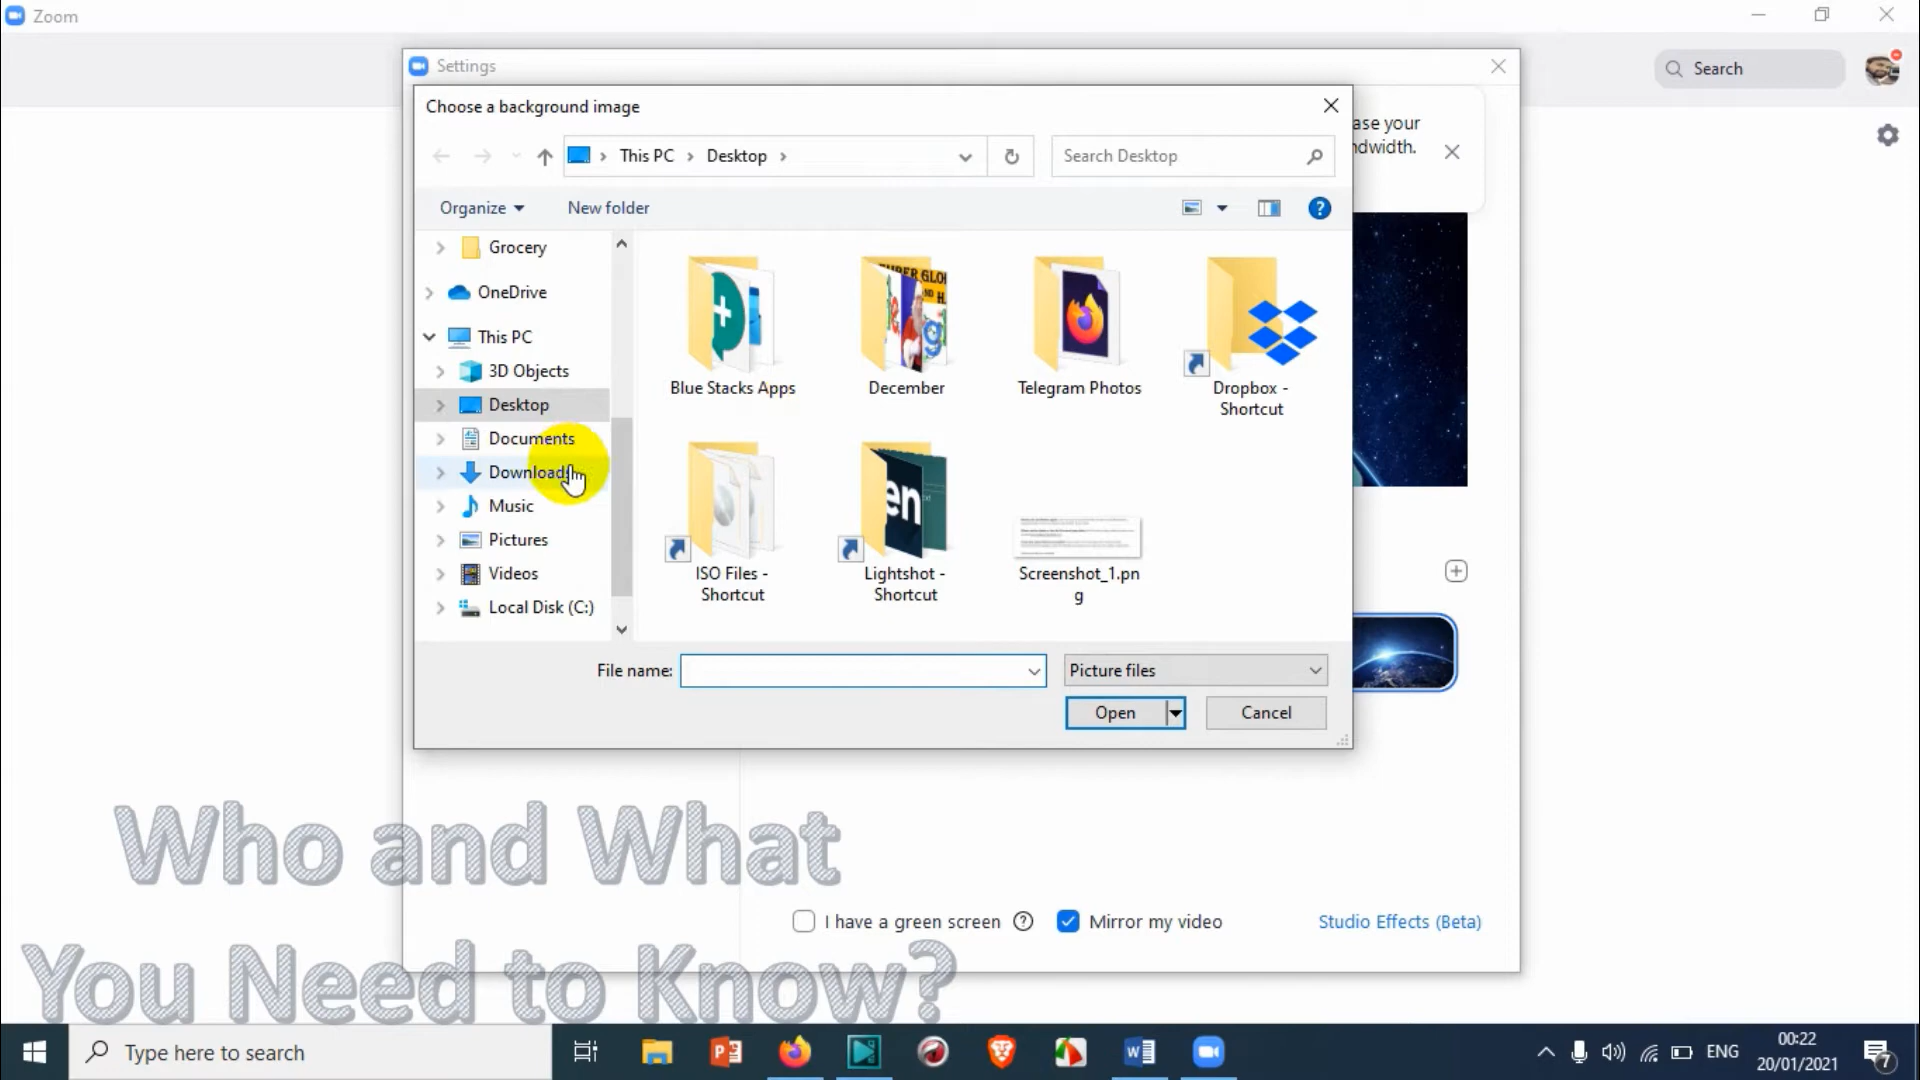 Zoom
Settings
Search
Choose a background image
ase your
This PC
Desktop
Search Desktop
dwidth.
Organize
New folder
Grocery
OneDrive
This PC
3D Objects
Desktop
Documents
Downloads
Music
Pictures
Videos
Local Disk (C:)
Blue Stacks Apps
December
Telegram Photos
Dropbox -
Shortcut
ISO Files -
Shortcut
en
Lightshot -
Shortcut
Screenshot_1.pn
g
File name:
Picture files
Open
Cancel
Who and What
You Need to Know?
I have a green screen
Mirror my video
Studio Effects (Beta)
Type here to search
ENG
00:22
20/01/2021
7